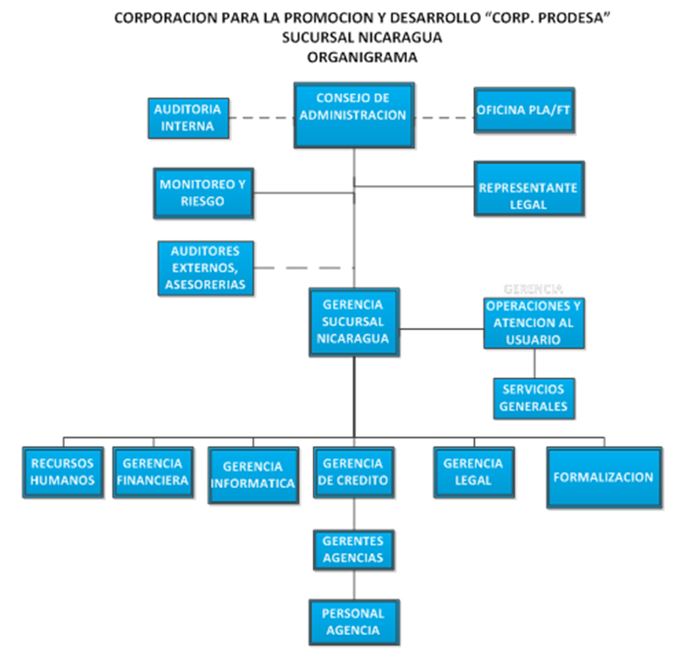 CORPORACION PARA LA PROMOCION Y DESARROLLO “CORP. PRODESA”
SUCURSAL NICARAGUA
ORGANIGRAMA
AUDITORIA
INTERNA
CONSEJO DE
ADMINISTRACION
OFICINA PLA/FT
MONITOREO Y
RIESGO
REPRESENTANTE
LEGAL
AUDITORES
EXTERNOS,
ASESORERIAS
GERENCIA
SUCURSAL
NICARAGUA
GERENCIA
OPERACIONES Y
ATENCION AL
USUARIO
SERVICIOS
GENERALES
RECURSOS
HUMANOS
GERENCIA
FINANCIERA
GERENCIA
INFORMATICA
GERENCIA
DE CREDITO
GERENCIA
LEGAL
FORMALIZACION
GERENTES
AGENCIAS
PERSONAL
AGENCIA